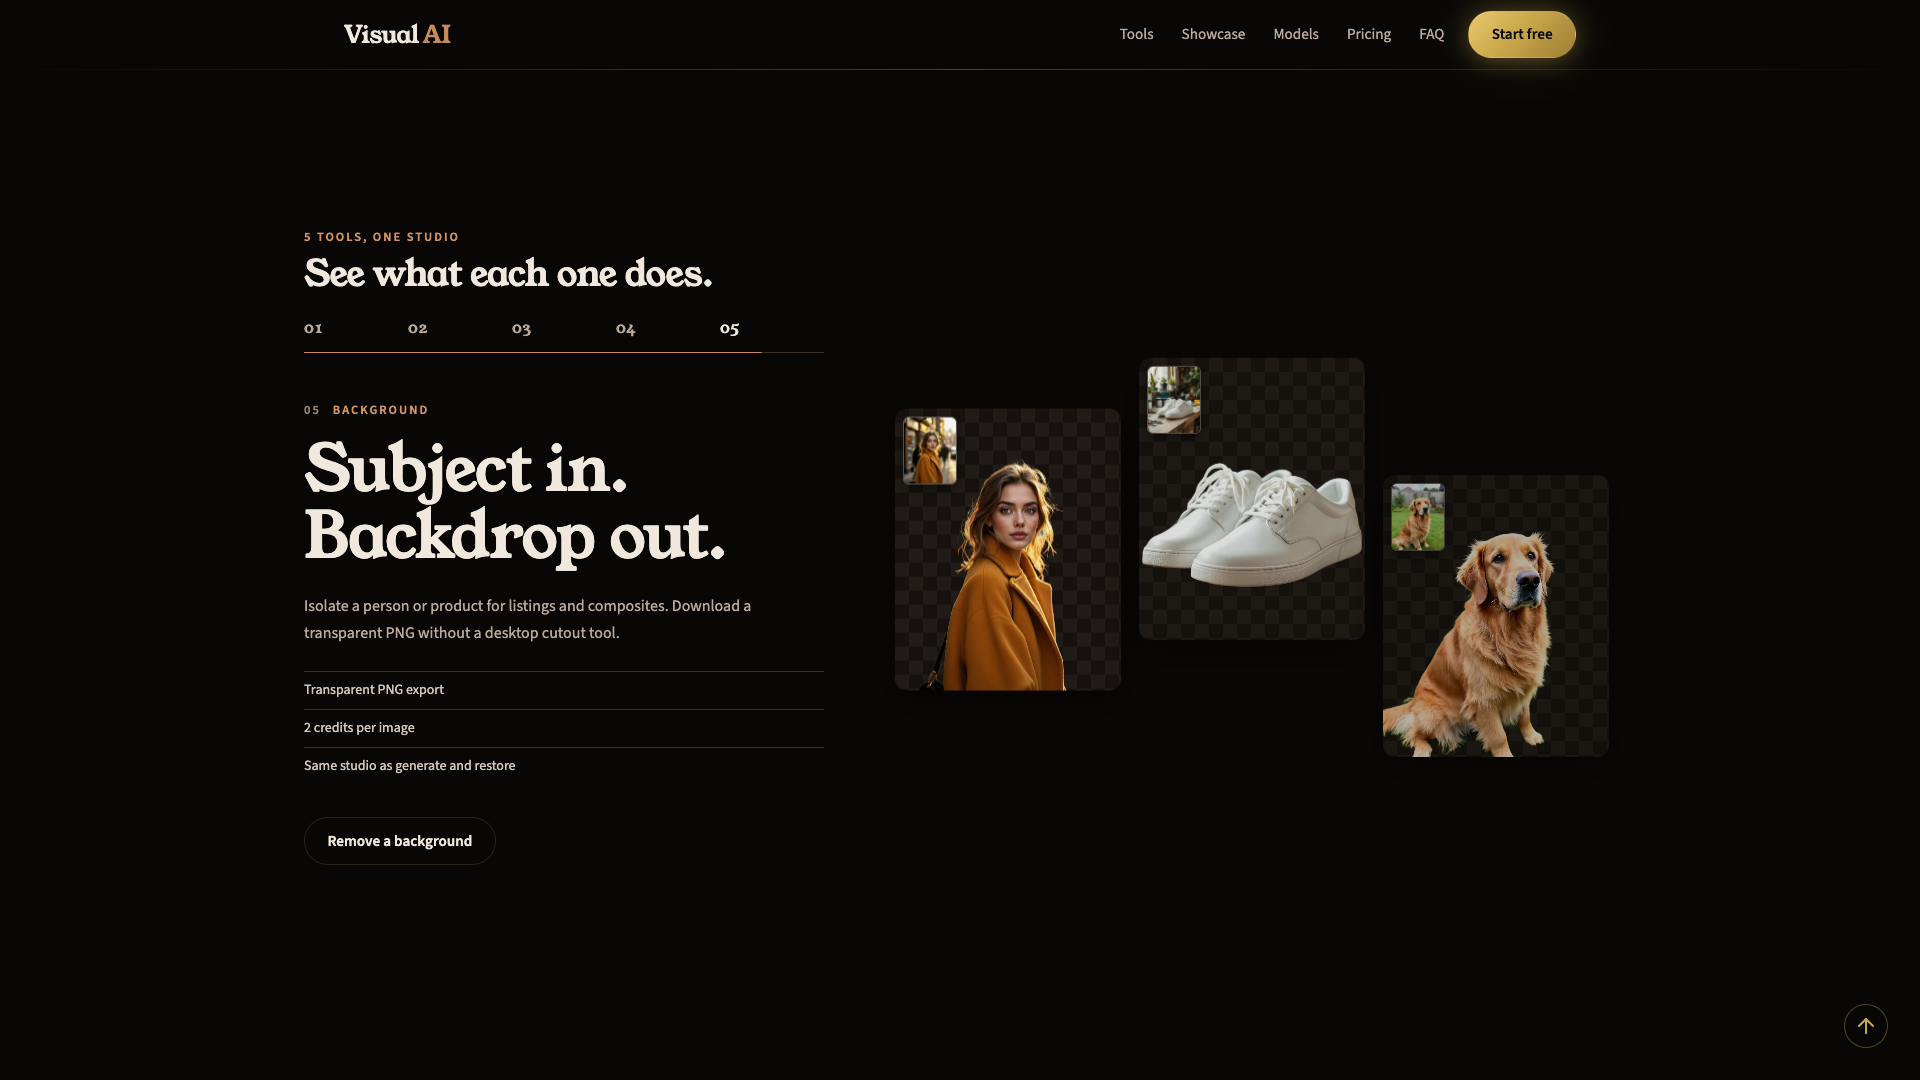 Visual AI
Tools
Showcase
Models
Pricing
FAQ
Start free
5 TOOLS, ONE STUDIO
See what each one does.
01
02
03
04
05
05 BACKGROUND
Subject in.
Backdrop out.
Isolate a person or product for listings and composites. Download a
transparent PNG without a desktop cutout tool.
Transparent PNG export
2 credits per image
Same studio as generate and restore
Remove a background